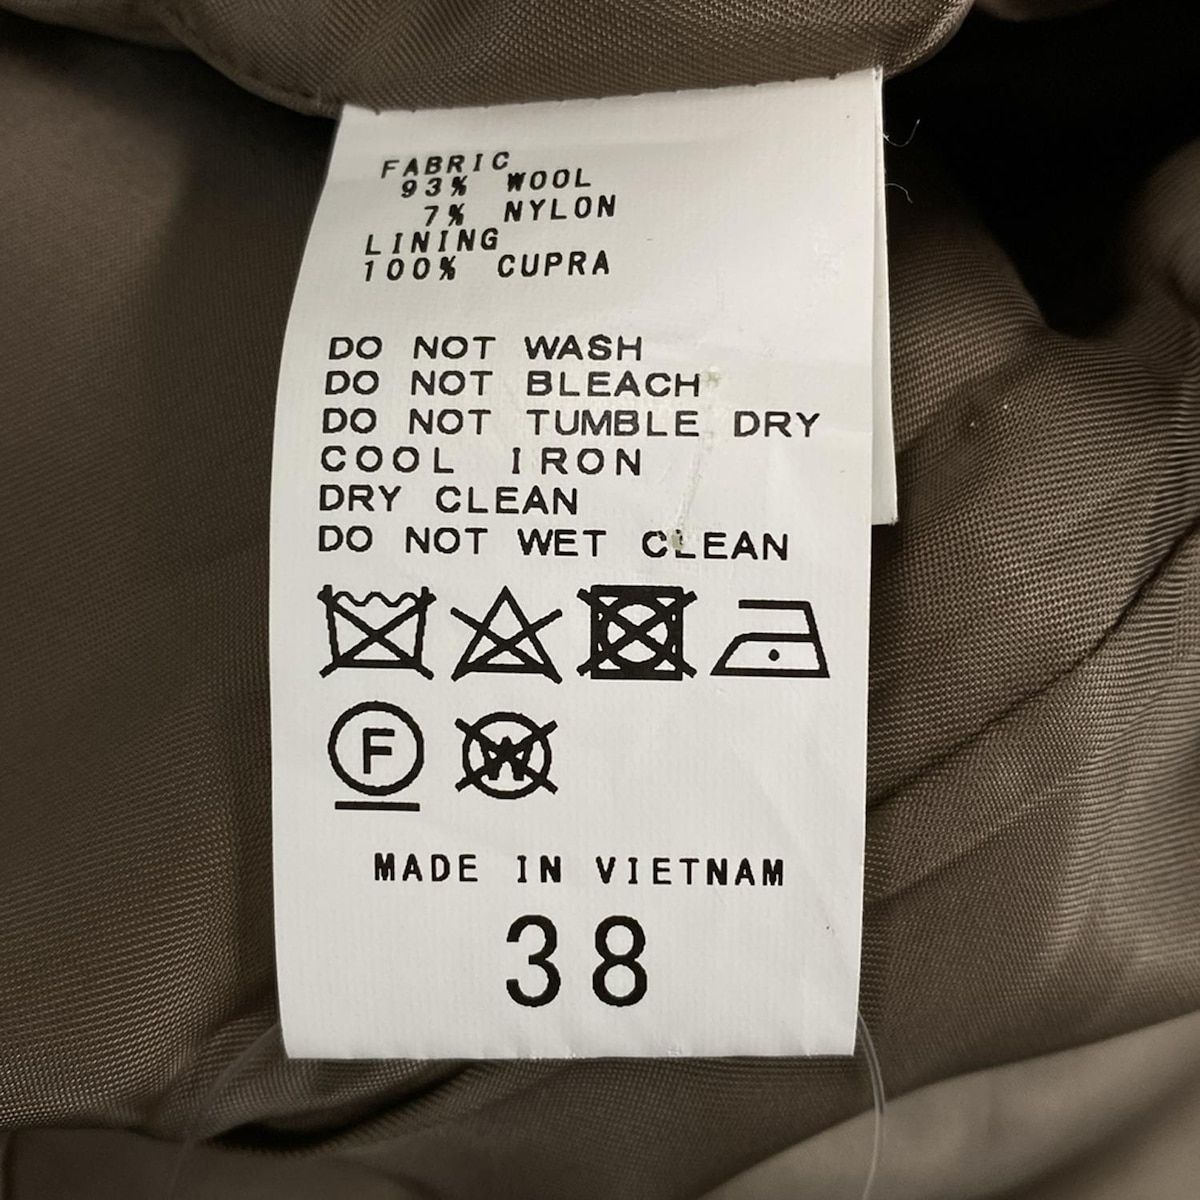 FABRIC
93% WOOL
7% NYLON
LINING
100% CUPRA
DO NOT WASH
DO NOT BLEACH
DO NOT TUMBLE DRY
COOL IRON
DRY CLEAN
DO NOT WET CLEAN
F W
MADE IN VIETNAM
38